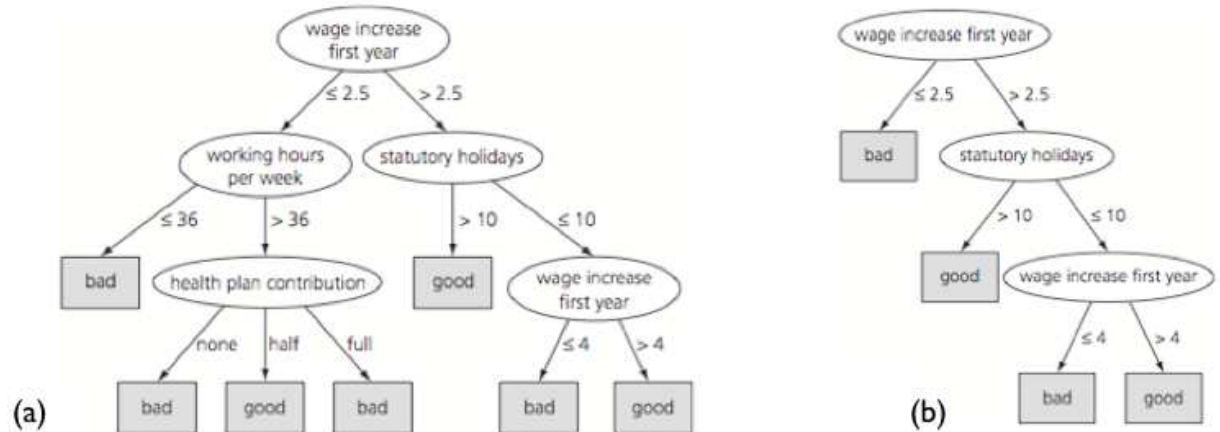 wage increase
first year
≤ 2.5
> 2.5
working hours
per week
statutory holidays
≤ 36
> 36
> 10
≤ 10
bad
health plan contribution
good
wage increase
first year
none
half
full
≤ 4
> 4
bad
good
bad
bad
good
(a)
wage increase first year
≤ 2.5
> 2.5
bad
statutory holidays
> 10
≤ 10
good
wage increase first year
≤ 4
> 4
bad
good
(b)